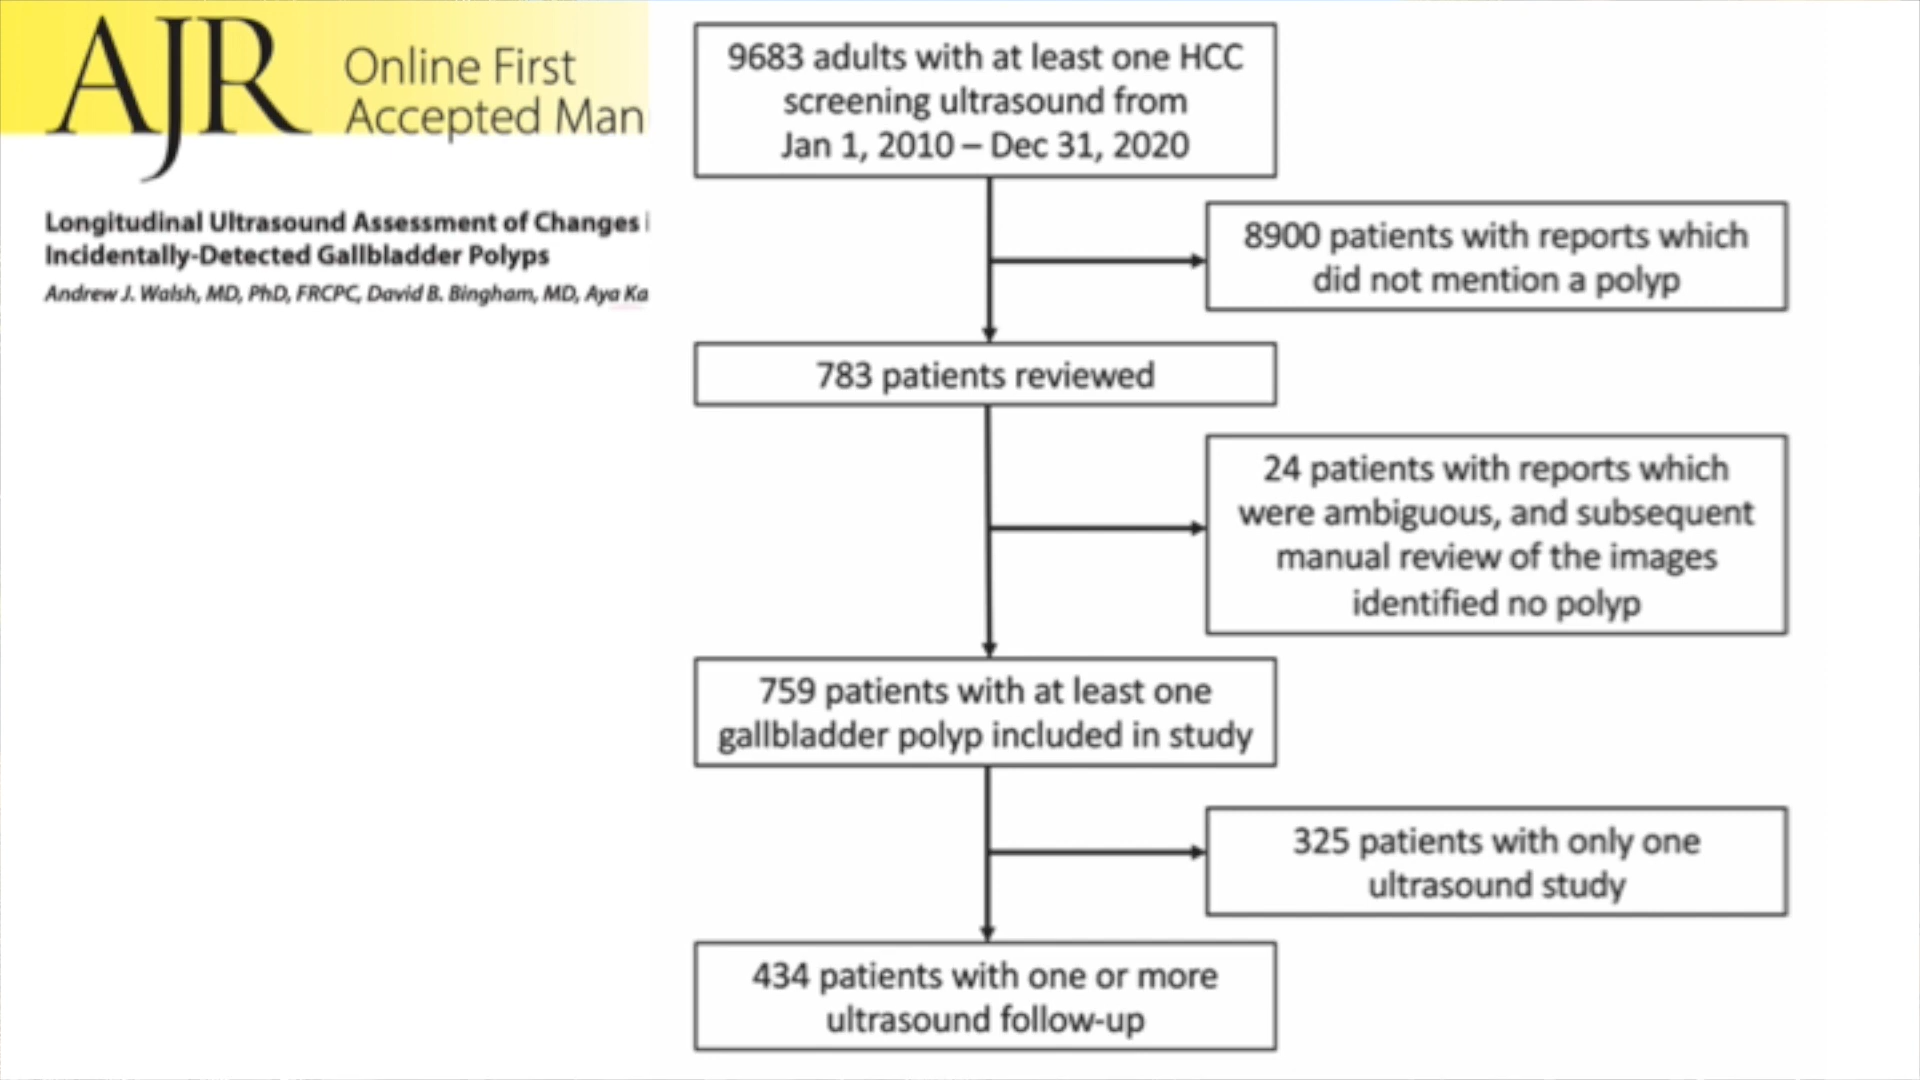 AJR
Online First
Accepted Man
Longitudinal Ultrasound Assessment of Changes
Incidentally-Detected Gallbladder Polyps
Andrew J. Walsh, MD, PhD, FRCPC, David B. Bingham, MD, Aya Ka
9683 adults with at least one HCC
screening ultrasound from
Jan 1, 2010 – Dec 31, 2020
8900 patients with reports which
did not mention a polyp
783 patients reviewed
24 patients with reports which
were ambiguous, and subsequent
manual review of the images
identified no polyp
759 patients with at least one
gallbladder polyp included in study
325 patients with only one
ultrasound study
434 patients with one or more
ultrasound follow-up